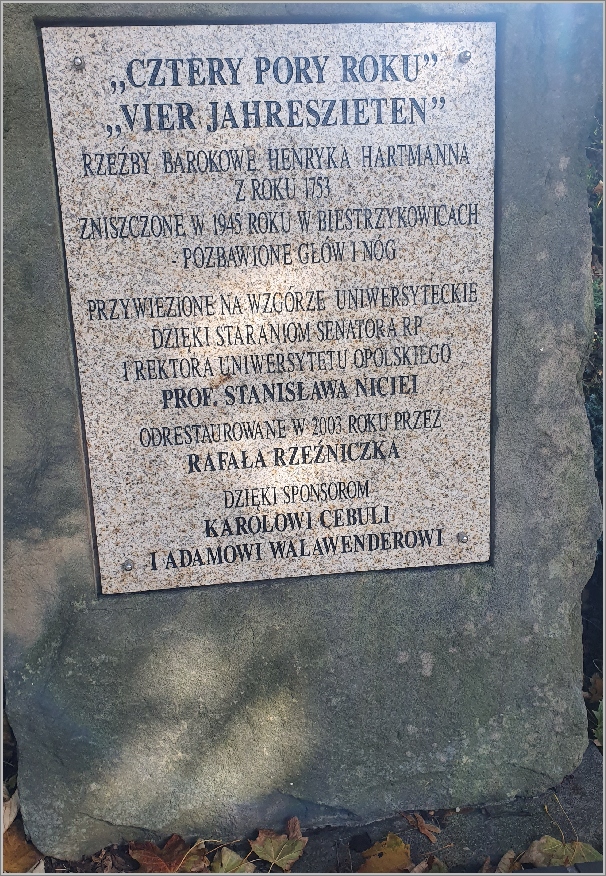 „CZTERY PORY ROKU”
„VIER JAHRESZIETEN”
RZEŹBY BAROKOWE HENRYKA HARTMANNA
Z ROKU 1753
ZNISZCZONE W 1945 ROKU W BIESTRZYKOWICACH
- POZBAWIONE GŁÓW I NÓG
PRZYWIEZIONE NA WZGÓRZE UNIWERSYTECKIE
DZIĘKI STARANIOM SENATORA RP
I REKTORA UNIWERSYTETU OPOLSKIEGO
PROF. STANISŁAWA NICIEI
ODRESTAUROWANE W 2003 ROKU PRZEZ
RAFAŁA RZEŹNICZKA
DZIĘKI SPONSOROM
KAROLOWI CEBULI
I ADAMOWI WALAWENDEROWI